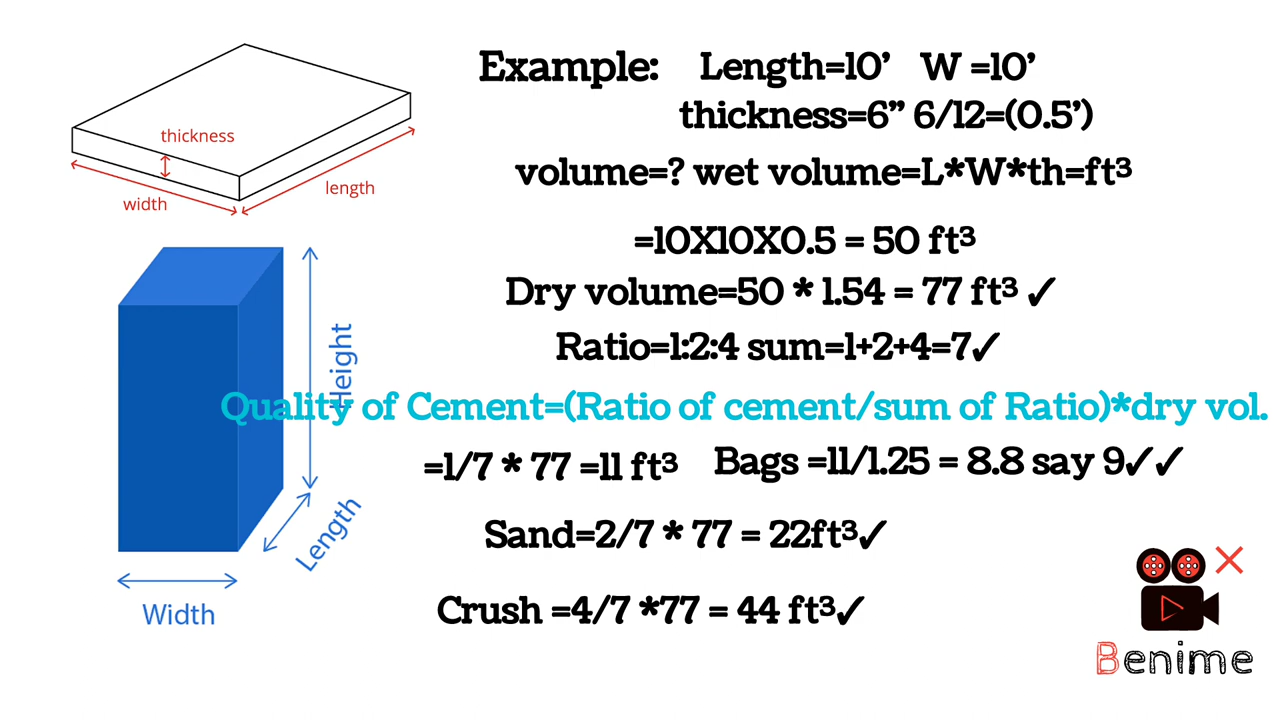 Example: Length=10’ W =10’
thickness=6” 6/12=(0.5’)
thickness
volume=? wet volume=L*W*th=ft³
length
width
=10X10X0.5 = 50 ft³
Dry volume=50 * 1.54 = 77 ft³ ✓
Ratio=1:2:4 sum=1+2+4=7✓
Height
Quality of Cement=(Ratio of cement/sum of Ratio)*dry vol.
=1/7 * 77 =11 ft³ Bags =11/1.25 = 8.8 say 9✓✓
Length
Sand=2/7 * 77 = 22ft³✓
Width
Crush =4/7 *77 = 44 ft³✓
Benime